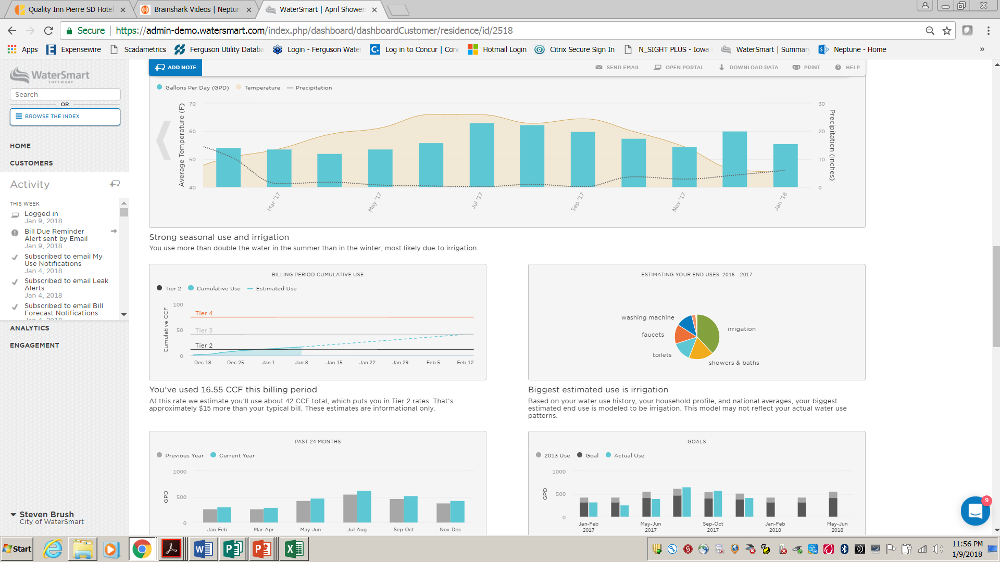 Quality Inn Pierre SD Hotel
Brainshark Videos | Neptun
WaterSmart | April Shower
Secure
https://admin-demo.watersmart.com/index.php/dashboard/dashboardCustomer/residence/id/2518
Apps
Expensewire
Scadametrics
Ferguson Utility Databa
Login - Ferguson Wate
Log in to Concur | Con
Hotmail Login
Citrix Secure Sign In
N_SIGHT PLUS - Iowa
WaterSmart | Summary
Neptune - Home
»
WaterSmart
SOFTWARE
Search
OR
BROWSE THE INDEX
HOME
CUSTOMERS
Activity
THIS WEEK
Logged in
Jan 9, 2018
Bill Due Reminder
Alert sent by Email
Jan 9, 2018
Subscribed to email My
Use Notifications
Jan 4, 2018
Subscribed to email Leak
Alerts
Jan 4, 2018
Subscribed to email Bill
Forecast Notifications
Jan 4, 2018
ANALYTICS
ENGAGEMENT
Steven Brush
City of WaterSmart
ADD NOTE
SEND EMAIL
OPEN PORTAL
DOWNLOAD DATA
PRINT
HELP
Gallons Per Day (GPD)
Temperature
Precipitation
Average Temperature (F)
70
60
50
40
Precipitation (inches)
30
20
10
0
Mar '17
May '17
Jul '17
Sep '17
Nov '17
Jan '18
Strong seasonal use and irrigation
You use more than double the water in the summer than in the winter; most likely due to irrigation.
BILLING PERIOD CUMULATIVE USE
Tier 2
Cumulative Use
Estimated Use
Cumulative CCF
100
50
0
Tier 4
Tier 3
Tier 2
Dec 18
Dec 25
Jan 1
Jan 8
Jan 15
Jan 22
Jan 29
Feb 5
Feb 12
You've used 16.55 CCF this billing period
At this rate we estimate you'll use about 42 CCF total, which puts you in Tier 2 rates. That's
approximately $15 more than your typical bill. These estimates are informational only.
ESTIMATING YOUR END USES: 2016 - 2017
washing machine
faucets
toilets
irrigation
showers & baths
Biggest estimated use is irrigation
Based on your water use history, your household profile, and national averages, your biggest
estimated end use is modeled to be irrigation. This model may not reflect your actual water use
patterns.
PAST 24 MONTHS
Previous Year
Current Year
GPD
1000
500
0
Jan-Feb
Mar-Apr
May-Jun
Jul-Aug
Sep-Oct
Nov-Dec
GOALS
2013 Use
Goal
Actual Use
GPD
1000
500
0
Jan-Feb
2017
May-Jun
2017
Sep-Oct
2017
Jan-Feb
2018
May-Jun
2018
9
Start
11:56 PM
1/9/2018